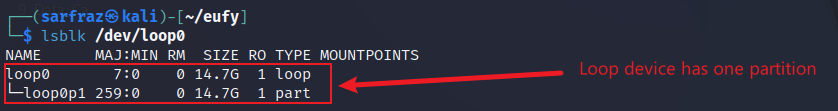 (sarfraz㉿kali)-[~/eufy]
$ lsblk /dev/loop0
NAME MAJ:MIN RM SIZE RO TYPE MOUNTPOINTS
loop0 7:0 0 14.7G 1 loop
└─loop0p1 259:0 0 14.7G 1 part
Loop device has one partition